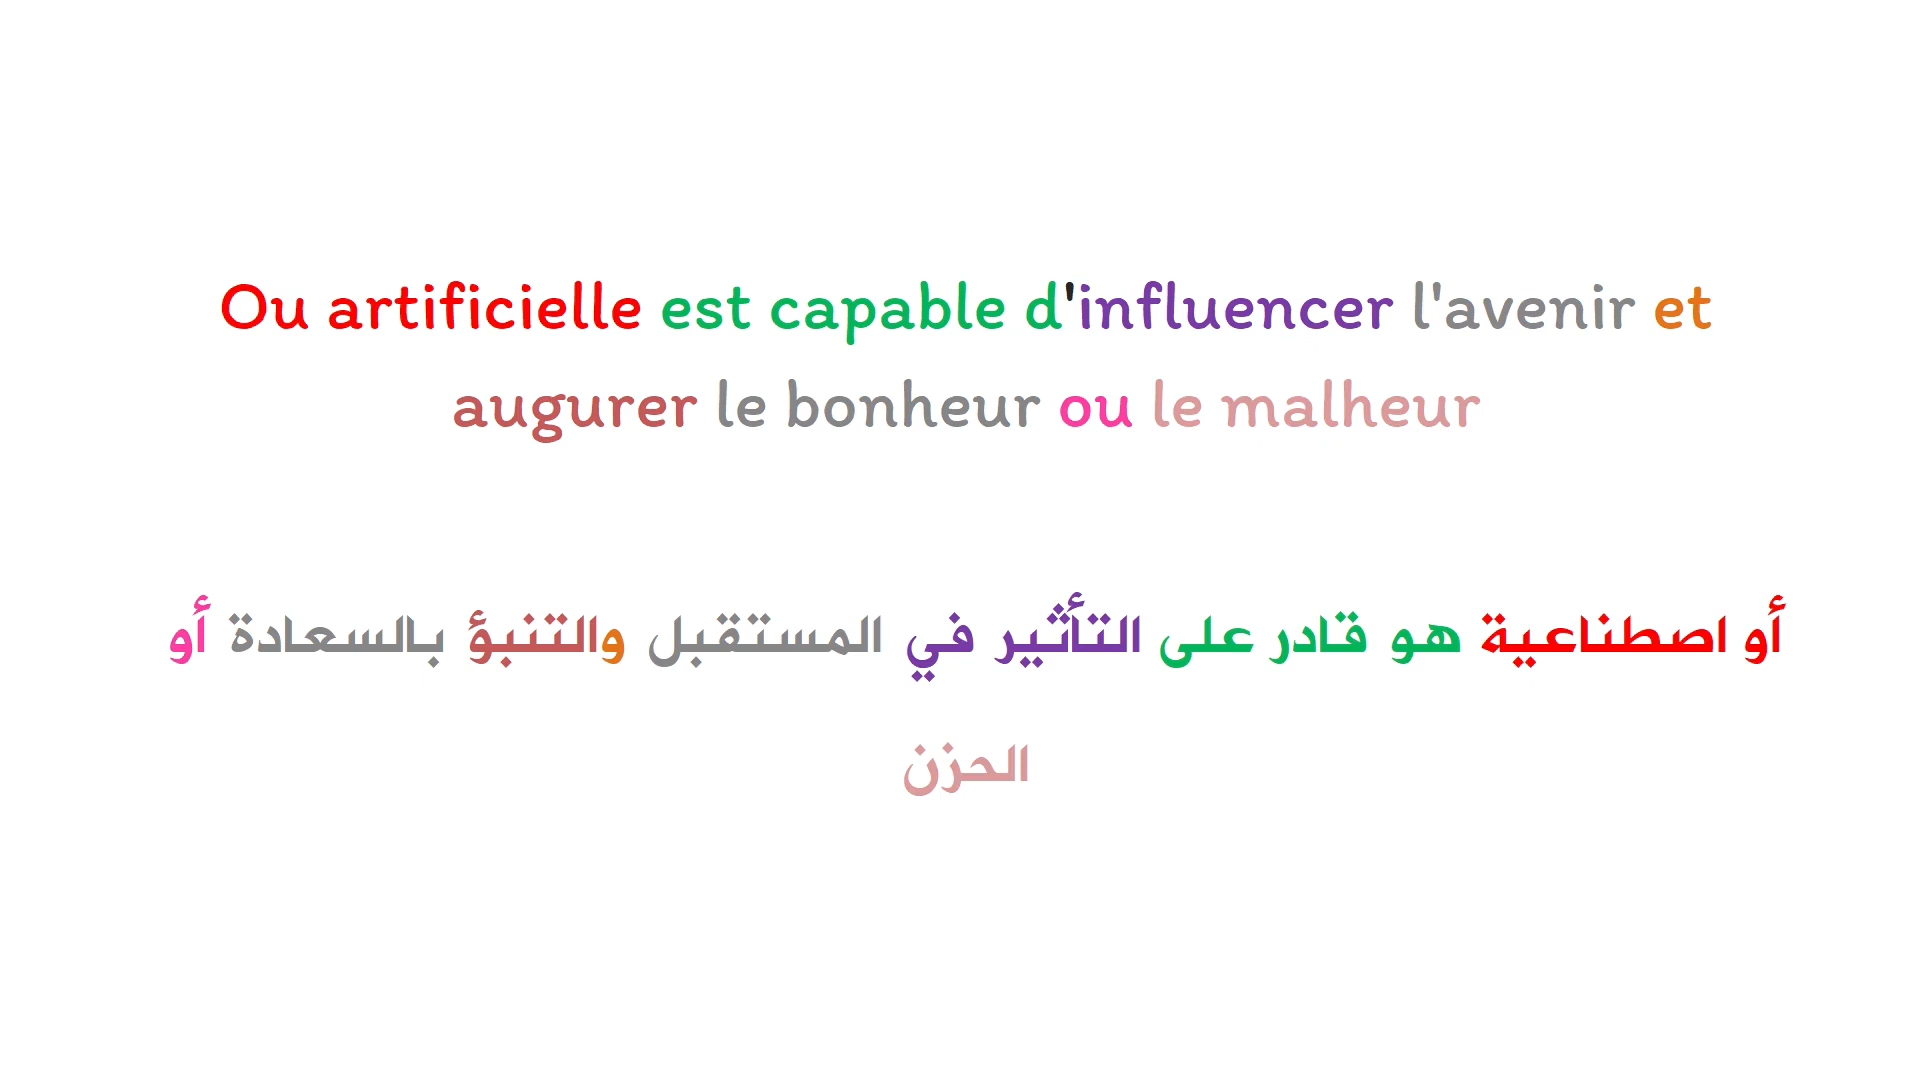 Ou artificielle est capable d'influencer l'avenir et
augurer le bonheur ou le malheur
أو اصطناعية هو قادر على التأثير في المستقبل والتنبؤ بالسعادة أو
الحزن